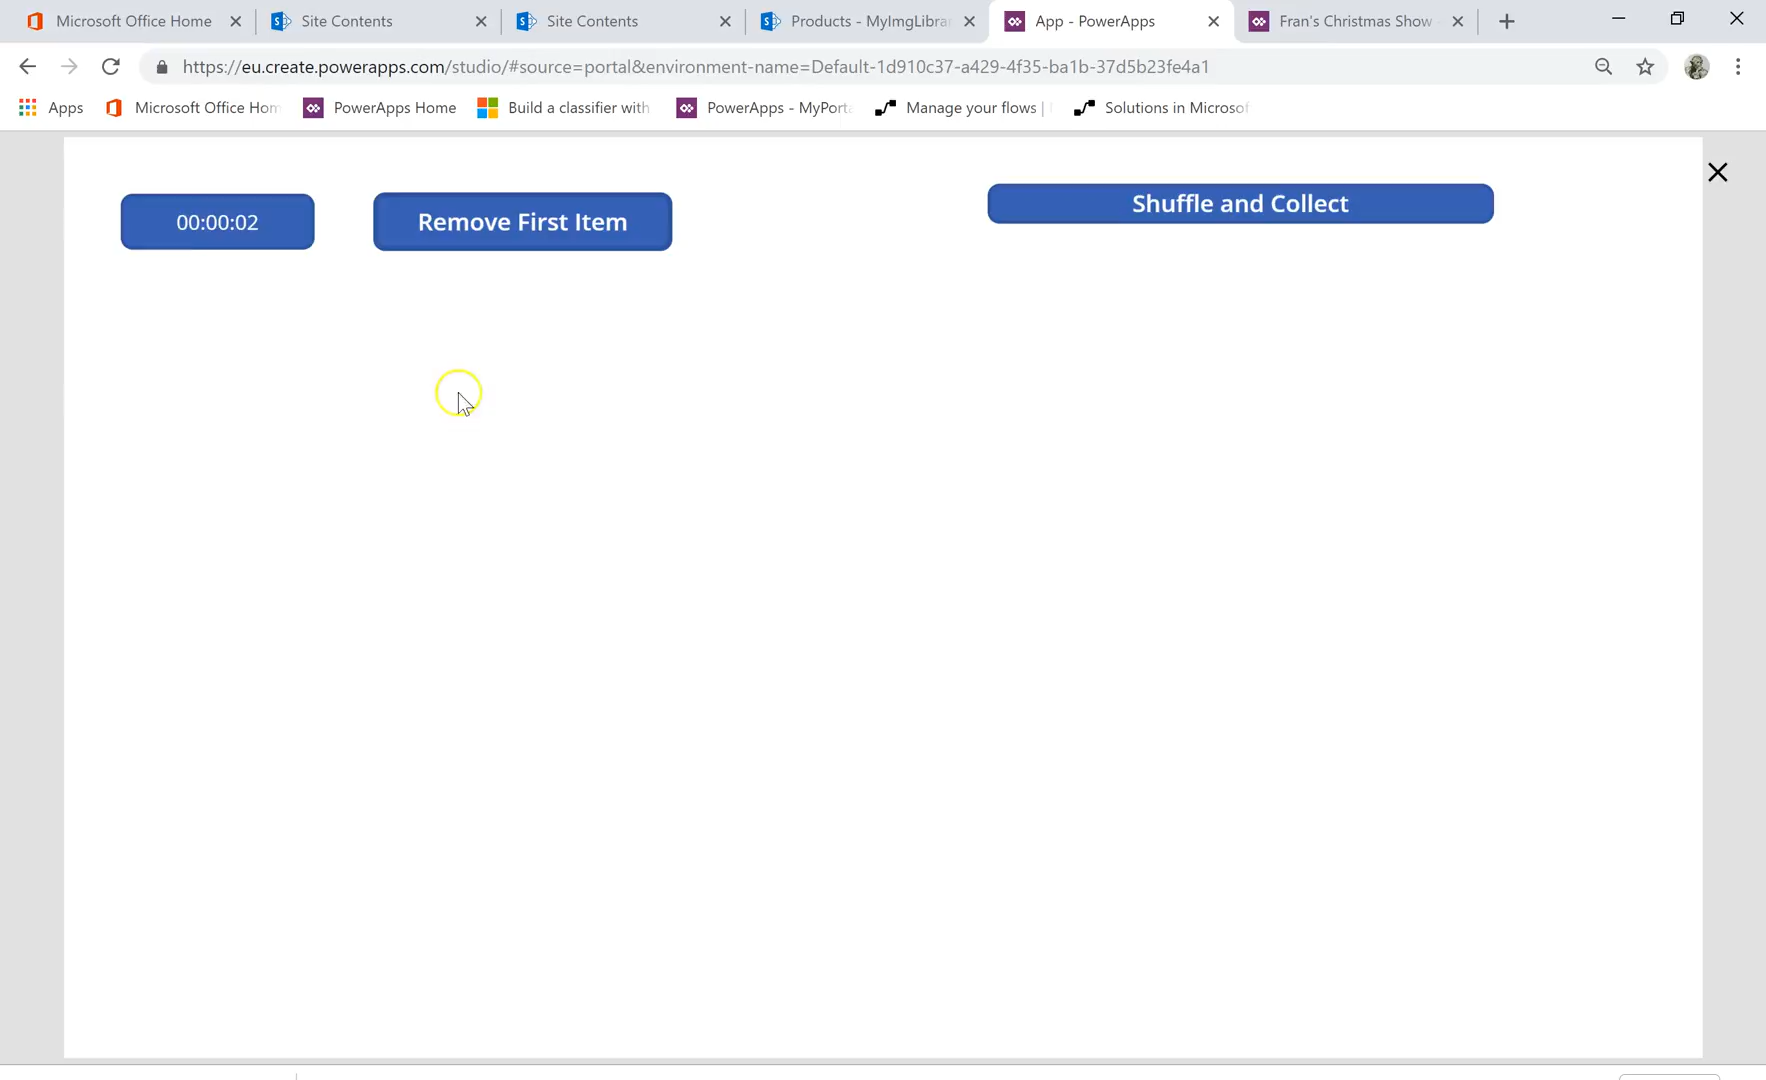 Microsoft Office Home
Site Contents
Site Contents
Products - MyImgLibra
App - PowerApps
Fran's Christmas Show -
https://eu.create.powerapps.com/studio/#source=portal&environment-name=Default-1d910c37-a429-4f35-ba1b-37d5b23fe4a1
Apps
Microsoft Office Hom
PowerApps Home
Build a classifier with
PowerApps - MyPorta
Manage your flows |
Solutions in Microsof
00:00:02
Remove First Item
Shuffle and Collect